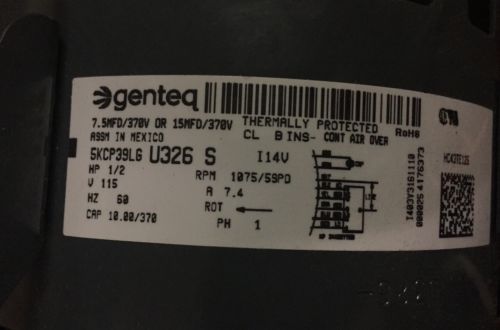 genteq
7.5MFD/370V OR 15MFD/370V THERMALLY PROTECTED
ASSM IN MEXICO CL B INS- CONT AIR OVER RoHS
5KCP39LG U326 S I14V
HP 1/2 RPM 1075/5SPD
V 115 A 7.4
HZ 60 ROT
CAP 10.00/370 PH 1